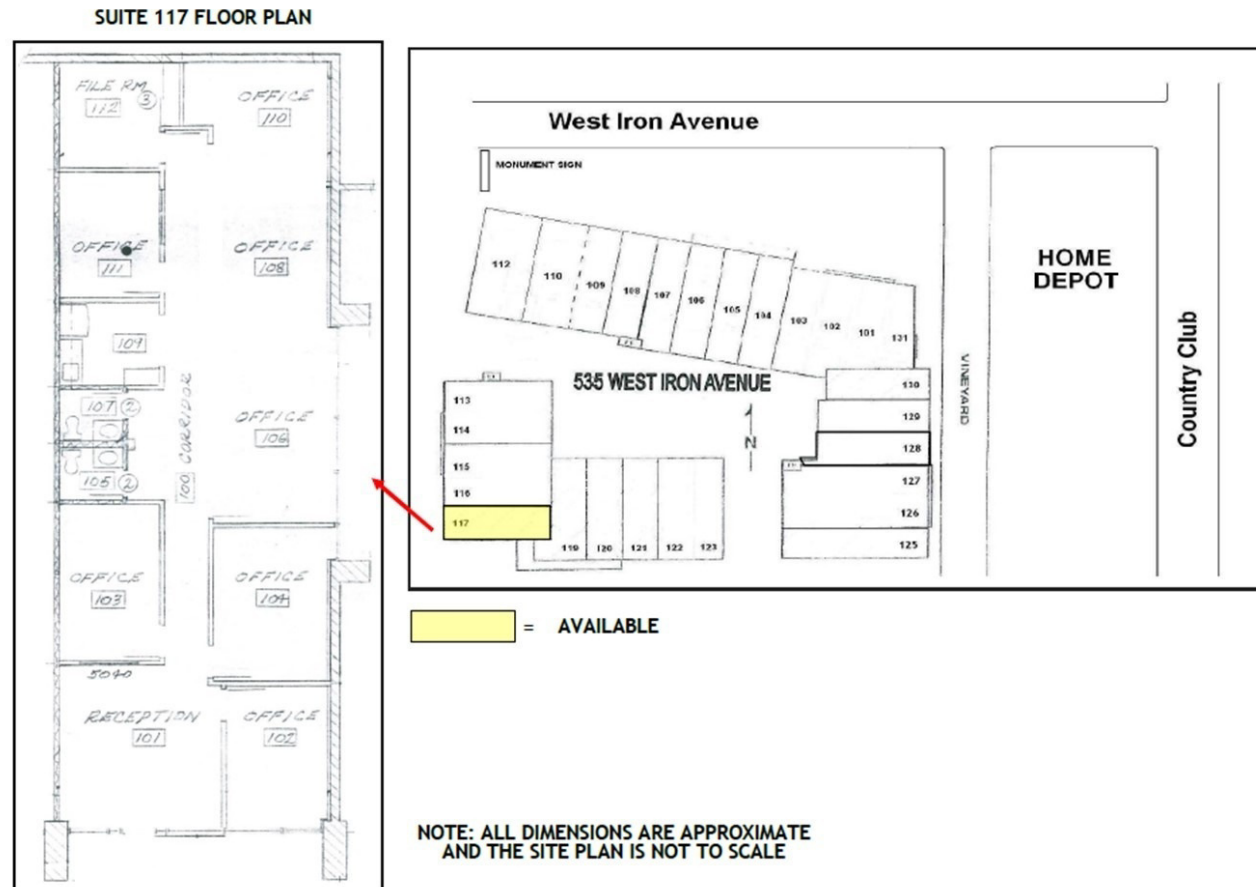 SUITE 117 FLOOR PLAN
FILE RM
112
3
OFFICE
110
OFFICE
111
OFFICE
108
109
107
2
105
2
100 CORRIDOR
OFFICE
106
OFFICE
103
OFFICE
104
5040
RECEPTION
101
OFFICE
102
West Iron Avenue
MONUMENT SIGN
112
110
109
108
107
106
105
104
103
102
101
131
535 WEST IRON AVENUE
N
113
114
115
116
117
119
120
121
122
123
130
129
128
127
126
125
VINEYARD
HOME
DEPOT
Country Club
= AVAILABLE
NOTE: ALL DIMENSIONS ARE APPROXIMATE
AND THE SITE PLAN IS NOT TO SCALE